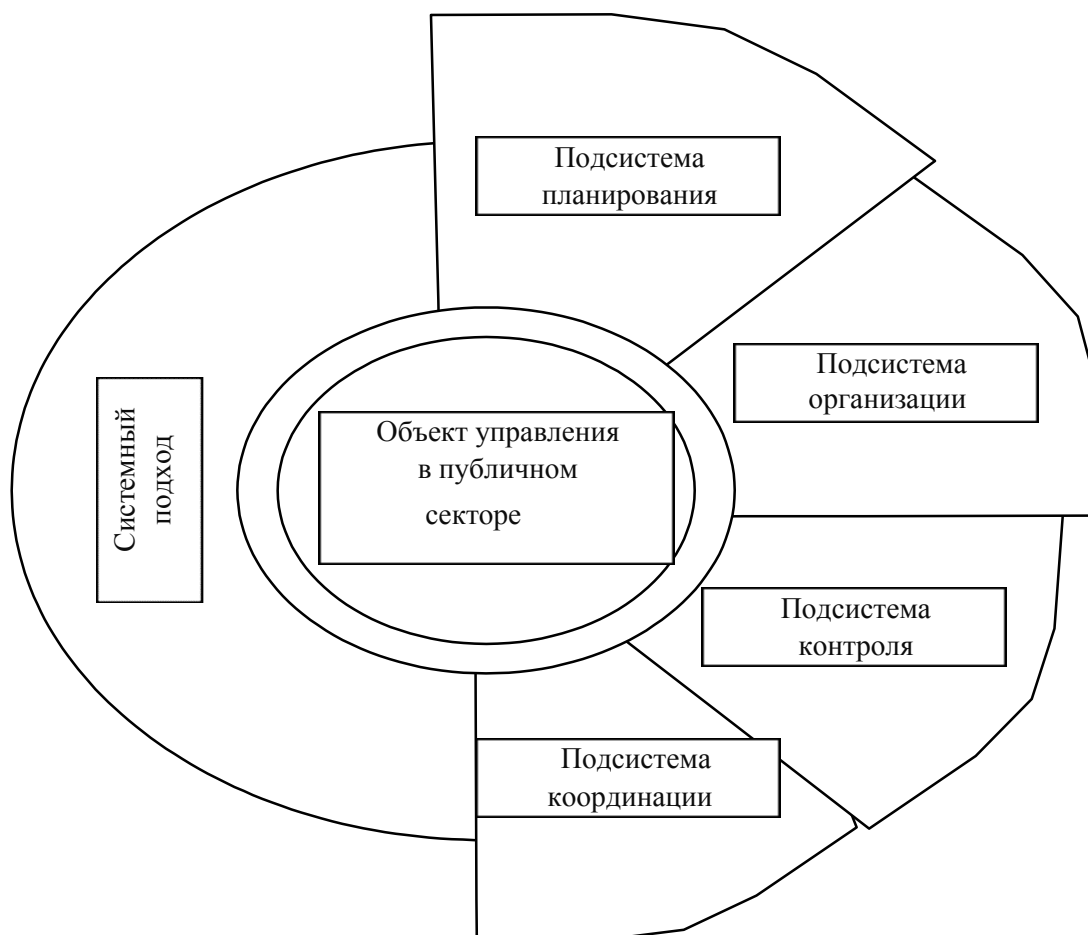 Подсистема
планирования
Подсистема
организации
Системный
подход
Объект управления
в публичном
секторе
Подсистема
контроля
Подсистема
координации